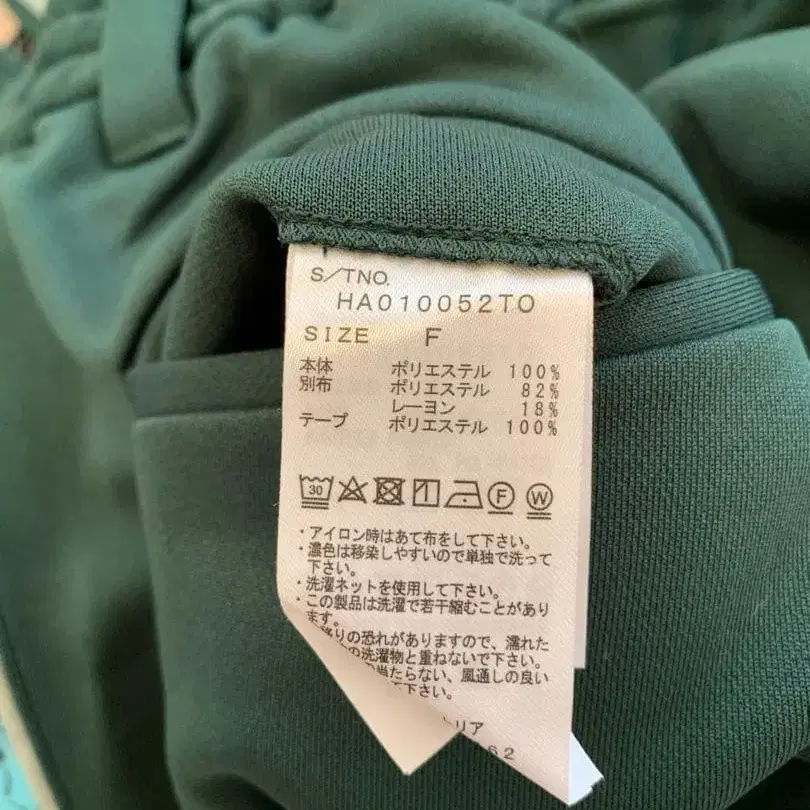 S/TNO.
HA010052TO
SIZE F
本体 ポリエステル 100%
別布 ポリエステル 82%
レーヨン 18%
テープ ポリエステル 100%
30 F W
・アイロン時はあて布をして下さい。
・濃色は移染しやすいので単独で洗って
下さい。
・洗濯ネットを使用して下さい。
・この製品は洗濯で若干縮むことがあり
ます。
りの恐れがありますので、濡れた
の洗濯物と重ねないで下さい。
当たらない、風通しの良い
下さい。
トリア
62